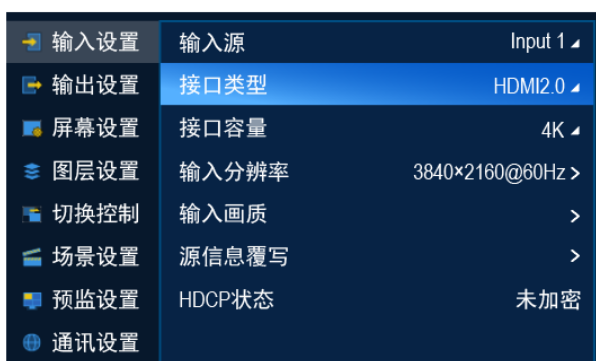 输入设置
输出设置
屏幕设置
图层设置
切换控制
场景设置
预监设置
通讯设置
输入源 Input 1
接口类型 HDMI2.0
接口容量 4K
输入分辨率 3840×2160@60Hz >
输入画质 >
源信息覆写 >
HDCP状态 未加密